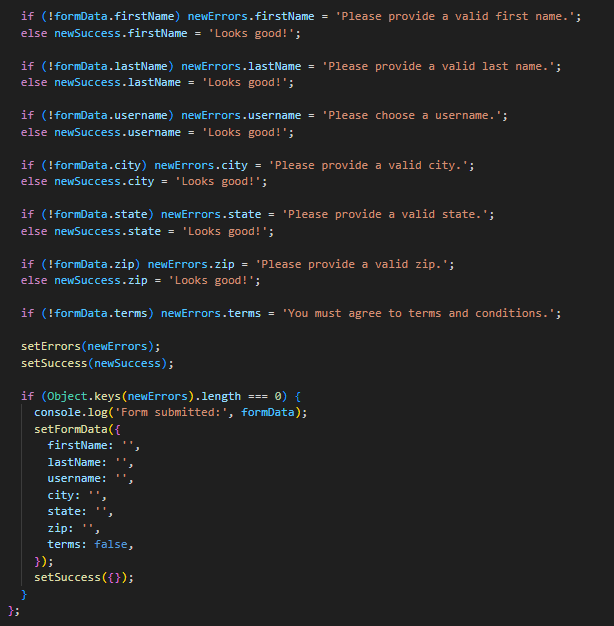 if (!formData.firstName) newErrors.firstName = 'Please provide a valid first name.';
else newSuccess.firstName = 'Looks good!';
if (!formData.lastName) newErrors.lastName = 'Please provide a valid last name.';
else newSuccess.lastName = 'Looks good!';
if (!formData.username) newErrors.username = 'Please choose a username.';
else newSuccess.username = 'Looks good!';
if (!formData.city) newErrors.city = 'Please provide a valid city.';
else newSuccess.city = 'Looks good!';
if (!formData.state) newErrors.state = 'Please provide a valid state.';
else newSuccess.state = 'Looks good!';
if (!formData.zip) newErrors.zip = 'Please provide a valid zip.';
else newSuccess.zip = 'Looks good!';
if (!formData.terms) newErrors.terms = 'You must agree to terms and conditions.';
setErrors(newErrors);
setSuccess(newSuccess);
if (Object.keys(newErrors).length === 0) {
console.log('Form submitted:', formData);
setFormData({
firstName: '',
lastName: '',
username: '',
city: '',
state: '',
zip: '',
terms: false,
});
setSuccess({});
}
};